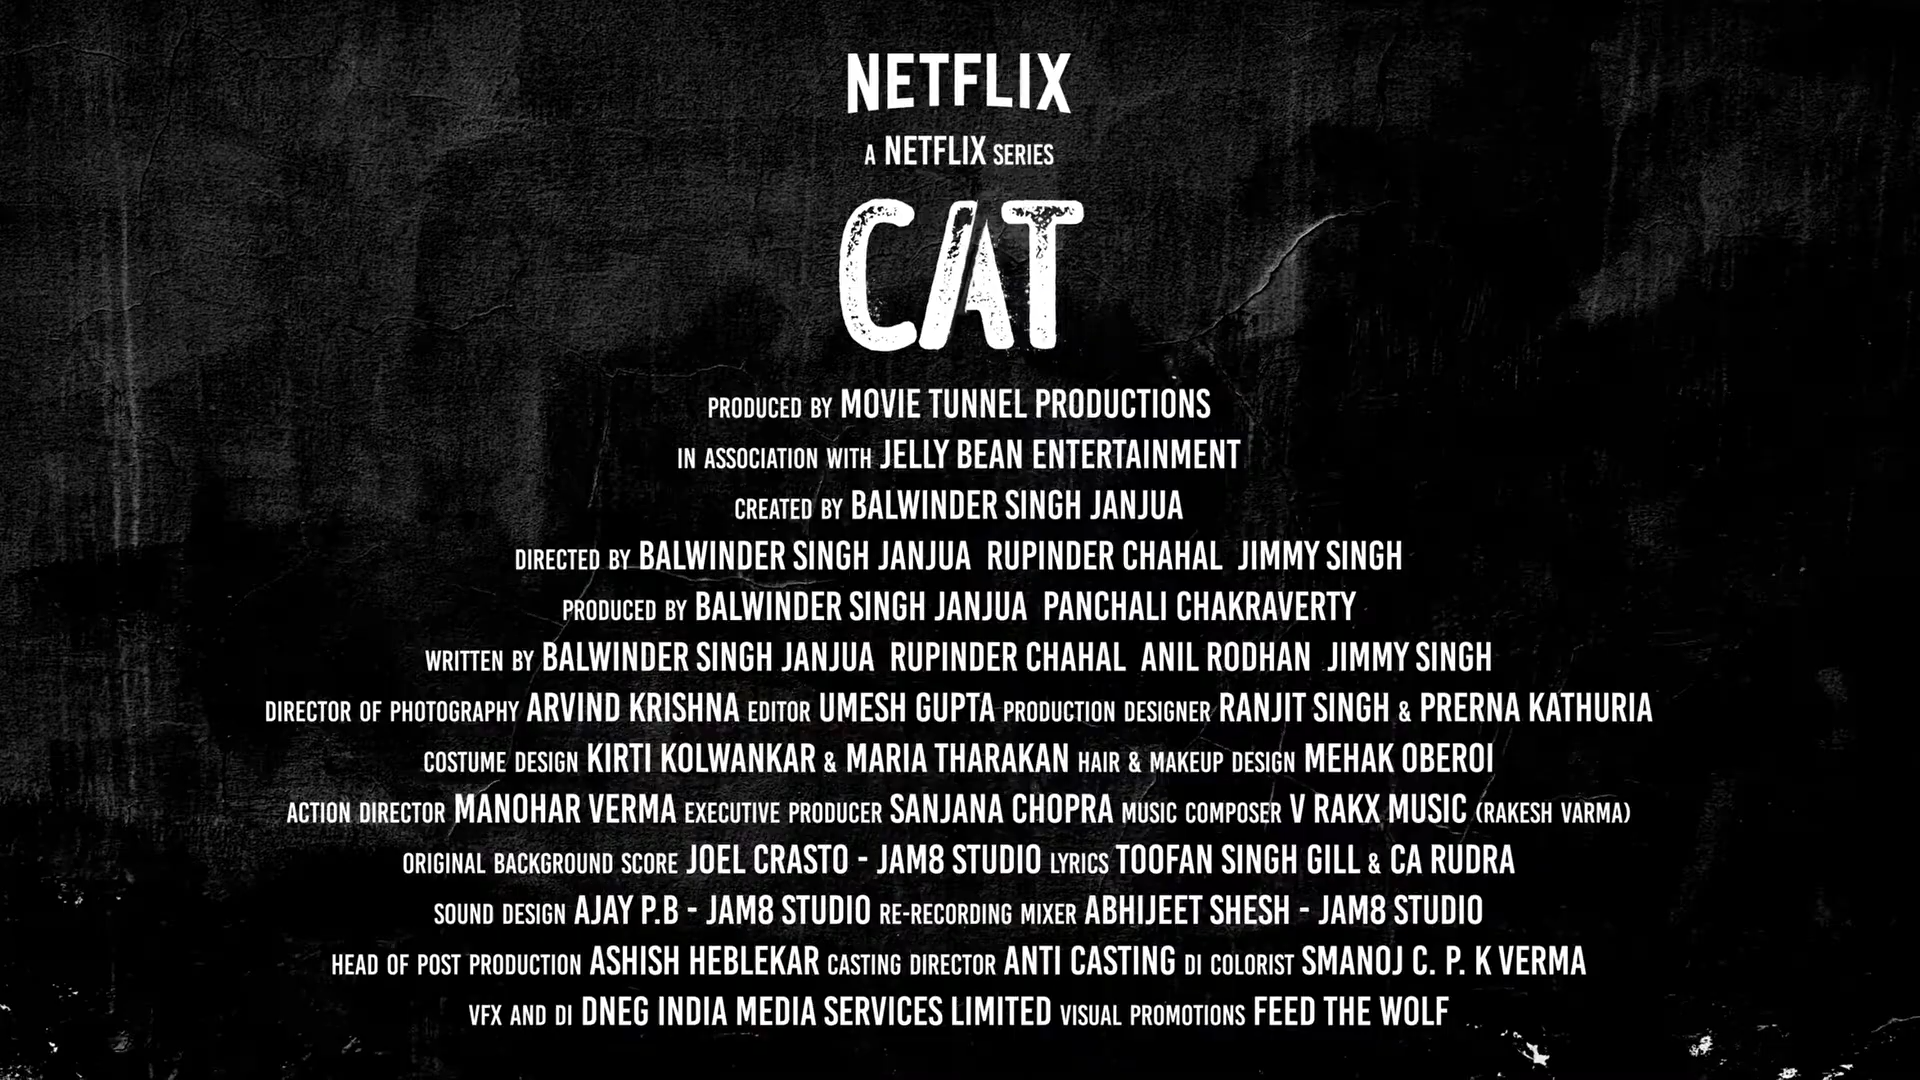 NETFLIX
A NETFLIX SERIES
CAT
PRODUCED BY MOVIE TUNNEL PRODUCTIONS
IN ASSOCIATION WITH JELLY BEAN ENTERTAINMENT
CREATED BY BALWINDER SINGH JANJUA
DIRECTED BY BALWINDER SINGH JANJUA RUPINDER CHAHAL JIMMY SINGH
PRODUCED BY BALWINDER SINGH JANJUA PANCHALI CHAKRAVERTY
WRITTEN BY BALWINDER SINGH JANJUA RUPINDER CHAHAL ANIL RODHAN JIMMY SINGH
DIRECTOR OF PHOTOGRAPHY ARVIND KRISHNA EDITOR UMESH GUPTA PRODUCTION DESIGNER RANJIT SINGH & PRERNA KATHURIA
COSTUME DESIGN KIRTI KOLWANKAR & MARIA THARAKAN HAIR & MAKEUP DESIGN MEHAK OBEROI
ACTION DIRECTOR MANOHAR VERMA EXECUTIVE PRODUCER SANJANA CHOPRA MUSIC COMPOSER V RAKX MUSIC (RAKESH VARMA)
ORIGINAL BACKGROUND SCORE JOEL CRASTO - JAM8 STUDIO LYRICS TOOFAN SINGH GILL & CA RUDRA
SOUND DESIGN AJAY P.B - JAM8 STUDIO RE-RECORDING MIXER ABHIJEET SHESH - JAM8 STUDIO
HEAD OF POST PRODUCTION ASHISH HEBLEKAR CASTING DIRECTOR ANTI CASTING DI COLORIST SMANOJ C. P. K VERMA
VFX AND DI DNEG INDIA MEDIA SERVICES LIMITED VISUAL PROMOTIONS FEED THE WOLF